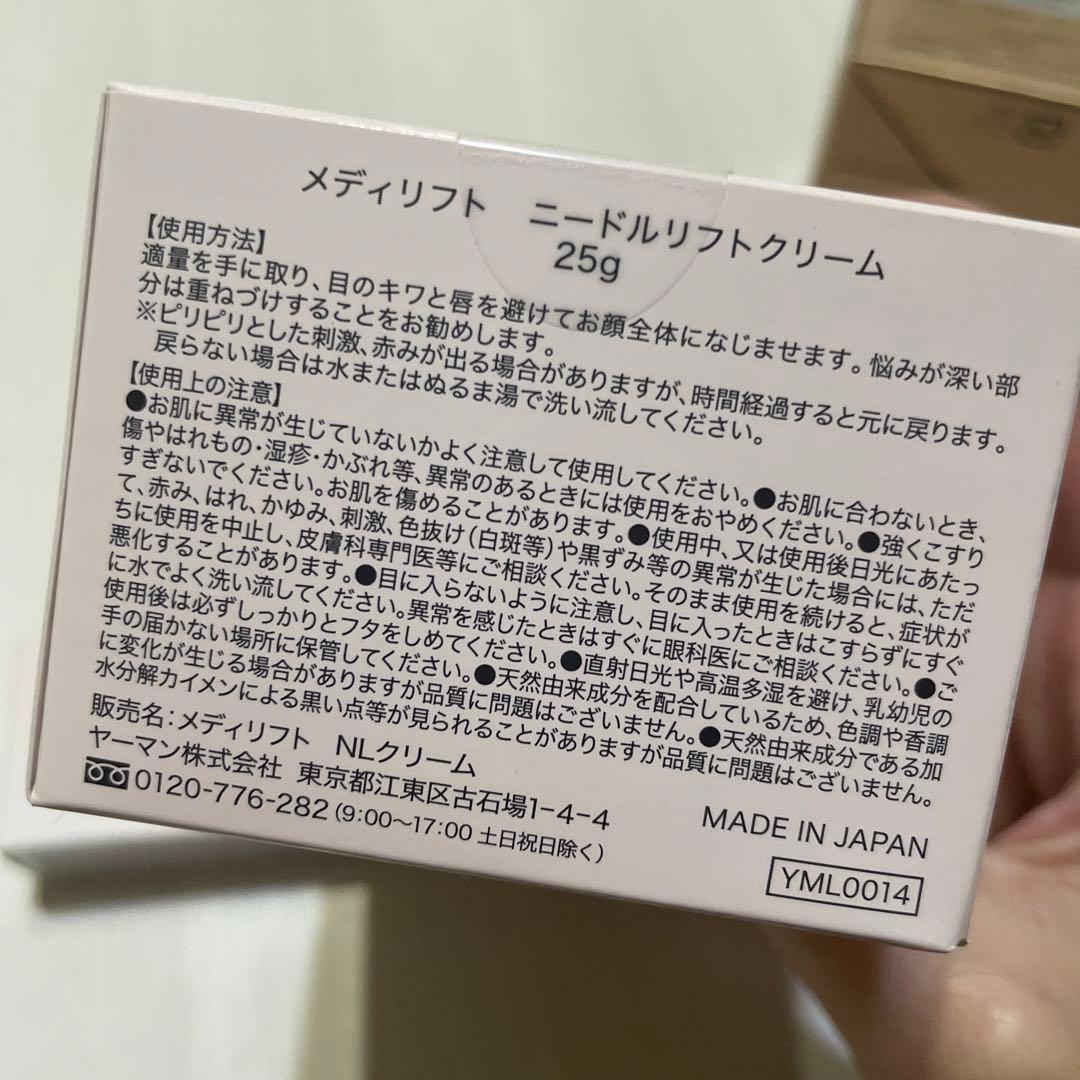 メディリフト ニードルリフトクリーム
25g
【使用方法】
適量を手に取り、目のキワと唇を避けてお顔全体になじませます。悩みが深い部
分は重ねづけすることをお勧めします。
※ピリピリとした刺激、赤みが出る場合がありますが、時間経過すると元に戻ります。
戻らない場合は水またはぬるま湯で洗い流してください。
【使用上の注意】
●お肌に異常が生じていないかよく注意して使用してください。●お肌に合わないとき、
傷やはれもの・湿疹・かぶれ等、異常のあるときには使用をおやめください。●強くこすり
すぎないでください。お肌を傷めることがあります。●使用中、又は使用後日光にあたっ
て、赤み、はれ、かゆみ、刺激、色抜け(白斑等)や黒ずみ等の異常が生じた場合には、ただ
ちに使用を中止し、皮膚科専門医等にご相談ください。そのまま使用を続けると、症状が
悪化することがあります。●目に入らないように注意し、目に入ったときはこすらずにすぐ
に水でよく洗い流してください。異常を感じたときはすぐに眼科医にご相談ください。●ご
使用後は必ずしっかりとフタをしめてください。●直射日光や高温多湿を避け、乳幼児の
手の届かない場所に保管してください。●天然由来成分を配合しているため、色調や香調
に変化が生じる場合がありますが品質に問題はございません。●天然由来成分である加
水分解カイメンによる黒い点等が見られることがありますが品質に問題はございません。
販売名:メディリフト NLクリーム
ヤーマン株式会社 東京都江東区古石場1-4-4
0120-776-282 (9:00〜17:00 土日祝日除く)
MADE IN JAPAN
YML0014